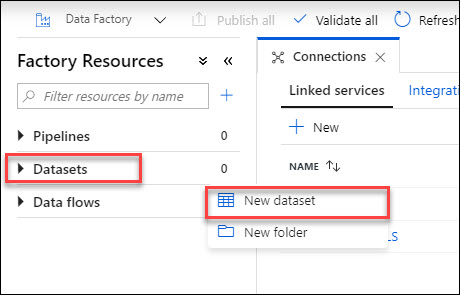 Data Factory Publish all Validate all Refresh
Factory Resources
Connections
Filter resources by name
Linked services
Pipelines 0
New
Datasets 0
NAME
New dataset
Data flows
New folder
LS